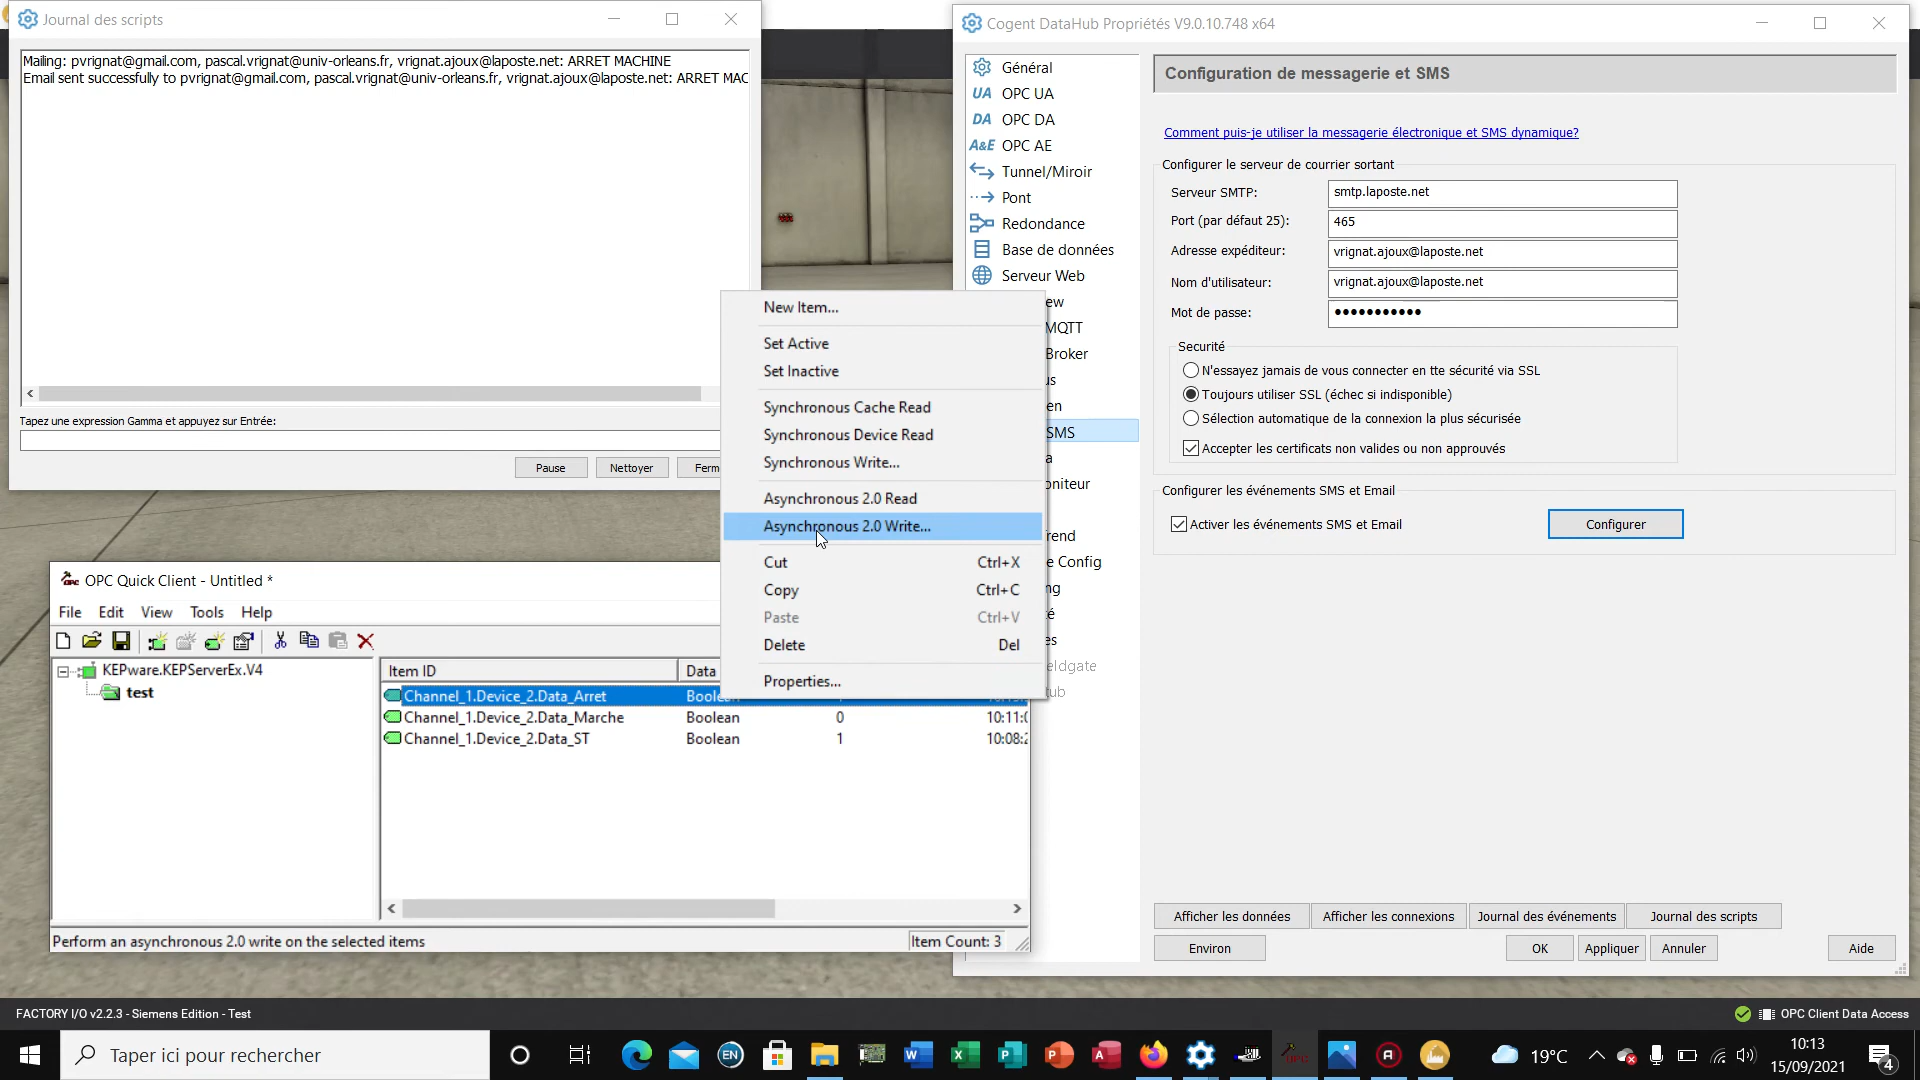 Journal des scripts
Mailing: pvrignat@gmail.com, pascal.vrignat@univ-orleans.fr, vrignat.ajoux@laposte.net: ARRET MACHINE
Email sent successfully to pvrignat@gmail.com, pascal.vrignat@univ-orleans.fr, vrignat.ajoux@laposte.net: ARRET MAC
Tapez une expression Gamma et appuyez sur Entrée:
Pause
Nettoyer
Ferm
New Item...
Set Active
Set Inactive
Synchronous Cache Read
Synchronous Device Read
Synchronous Write...
Asynchronous 2.0 Read
Asynchronous 2.0 Write...
Cut Ctrl+X
Copy Ctrl+C
Paste Ctrl+V
Delete Del
Properties...
OPC Quick Client - Untitled *
File Edit View Tools Help
KEPware.KEPServerEx.V4
test
Item ID Data
Channel_1.Device_2.Data_Arret
Channel_1.Device_2.Data_Marche Boolean 0 10:11:0
Channel_1.Device_2.Data_ST Boolean 1 10:08:2
Perform an asynchronous 2.0 write on the selected items
Item Count: 3
Cogent DataHub Propriétés V9.0.10.748 x64
Général
UA OPC UA
DA OPC DA
A&E OPC AE
Tunnel/Miroir
Pont
Redondance
Base de données
Serveur Web
ew
MQTT
Broker
us
en
SMS
a
oniteur
rend
e Config
ng
té
es
eldgate
ub
Configuration de messagerie et SMS
Comment puis-je utiliser la messagerie électronique et SMS dynamique?
Configurer le serveur de courrier sortant
Serveur SMTP: smtp.laposte.net
Port (par défaut 25): 465
Adresse expéditeur: vrignat.ajoux@laposte.net
Nom d'utilisateur: vrignat.ajoux@laposte.net
Mot de passe: •••••••••••
Securité
N'essayez jamais de vous connecter en tte sécurité via SSL
Toujours utiliser SSL (échec si indisponible)
Sélection automatique de la connexion la plus sécurisée
Accepter les certificats non valides ou non approuvés
Configurer les événements SMS et Email
Activer les événements SMS et Email
Configurer
Afficher les données
Afficher les connexions
Journal des événements
Journal des scripts
Environ
OK
Appliquer
Annuler
Aide
FACTORY I/O v2.2.3 - Siemens Edition - Test
OPC Client Data Access
Taper ici pour rechercher
EN
19°C
10:13
15/09/2021
4